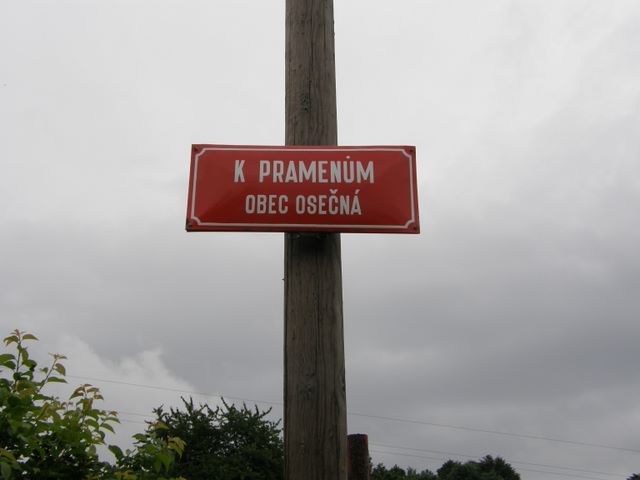 K PRAMENŮM
OBEC OSEČNÁ